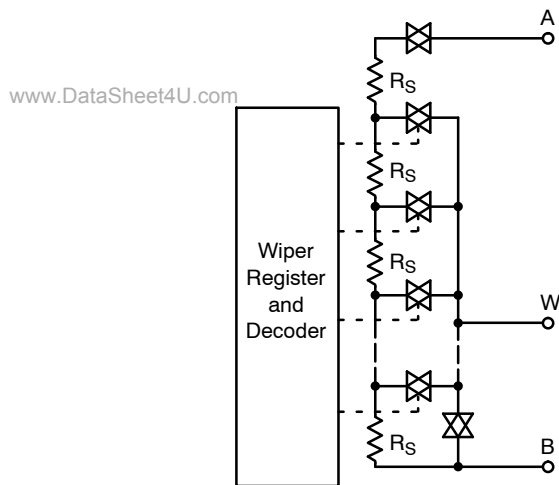 A
www.DataSheet4U.com
RS
RS
RS
Wiper
Register
and
Decoder
W
RS
B